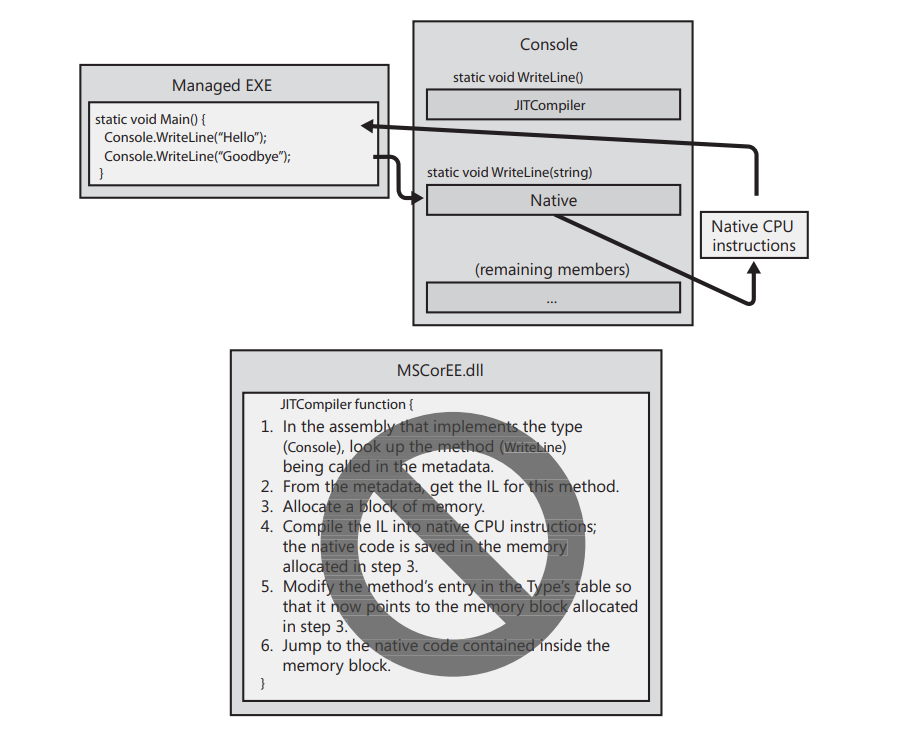 Managed EXE
static void Main() {
Console.WriteLine(“Hello”);
Console.WriteLine(“Goodbye”);
}
Console
static void WriteLine()
JITCompiler
static void WriteLine(string)
Native
(remaining members)
...
Native CPU
instructions
MSCorEE.dll
JITCompiler function {
1. In the assembly that implements the type
(Console), look up the method (WriteLine)
being called in the metadata.
2. From the metadata, get the IL for this method.
3. Allocate a block of memory.
4. Compile the IL into native CPU instructions;
the native code is saved in the memory
allocated in step 3.
5. Modify the method’s entry in the Type’s table so
that it now points to the memory block allocated
in step 3.
6. Jump to the native code contained inside the
memory block.
}